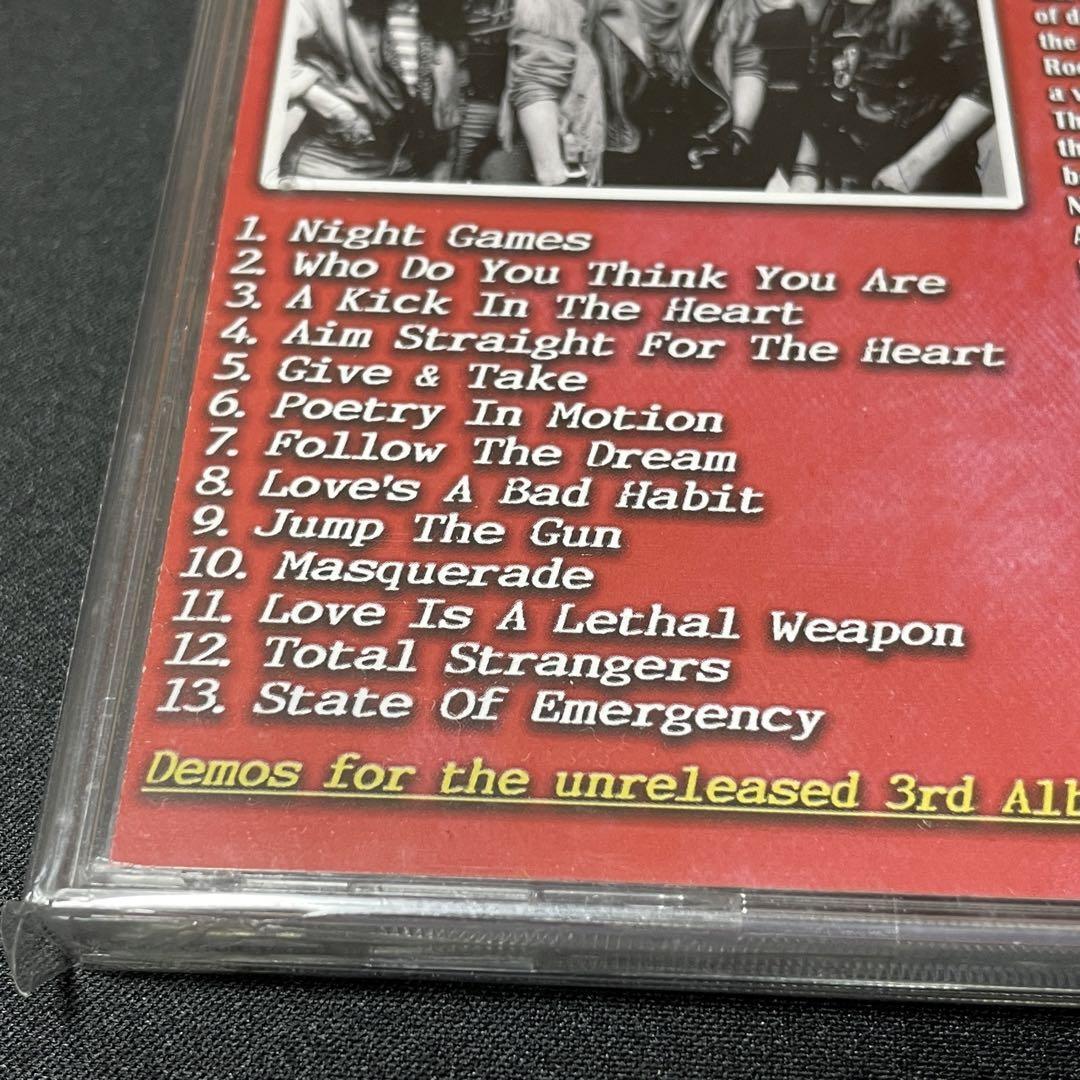 of
the
a
1. Night Games
2. Who Do You Think You Are
3. A Kick In The Heart
4. Aim Straight For The Heart
5. Give & Take
6. Poetry In Motion
7. Follow The Dream
8. Love's A Bad Habit
9. Jump The Gun
10. Masquerade
11. Love Is A Lethal Weapon
12. Total Strangers
13. State Of Emergency
Demos for the unreleased 3rd